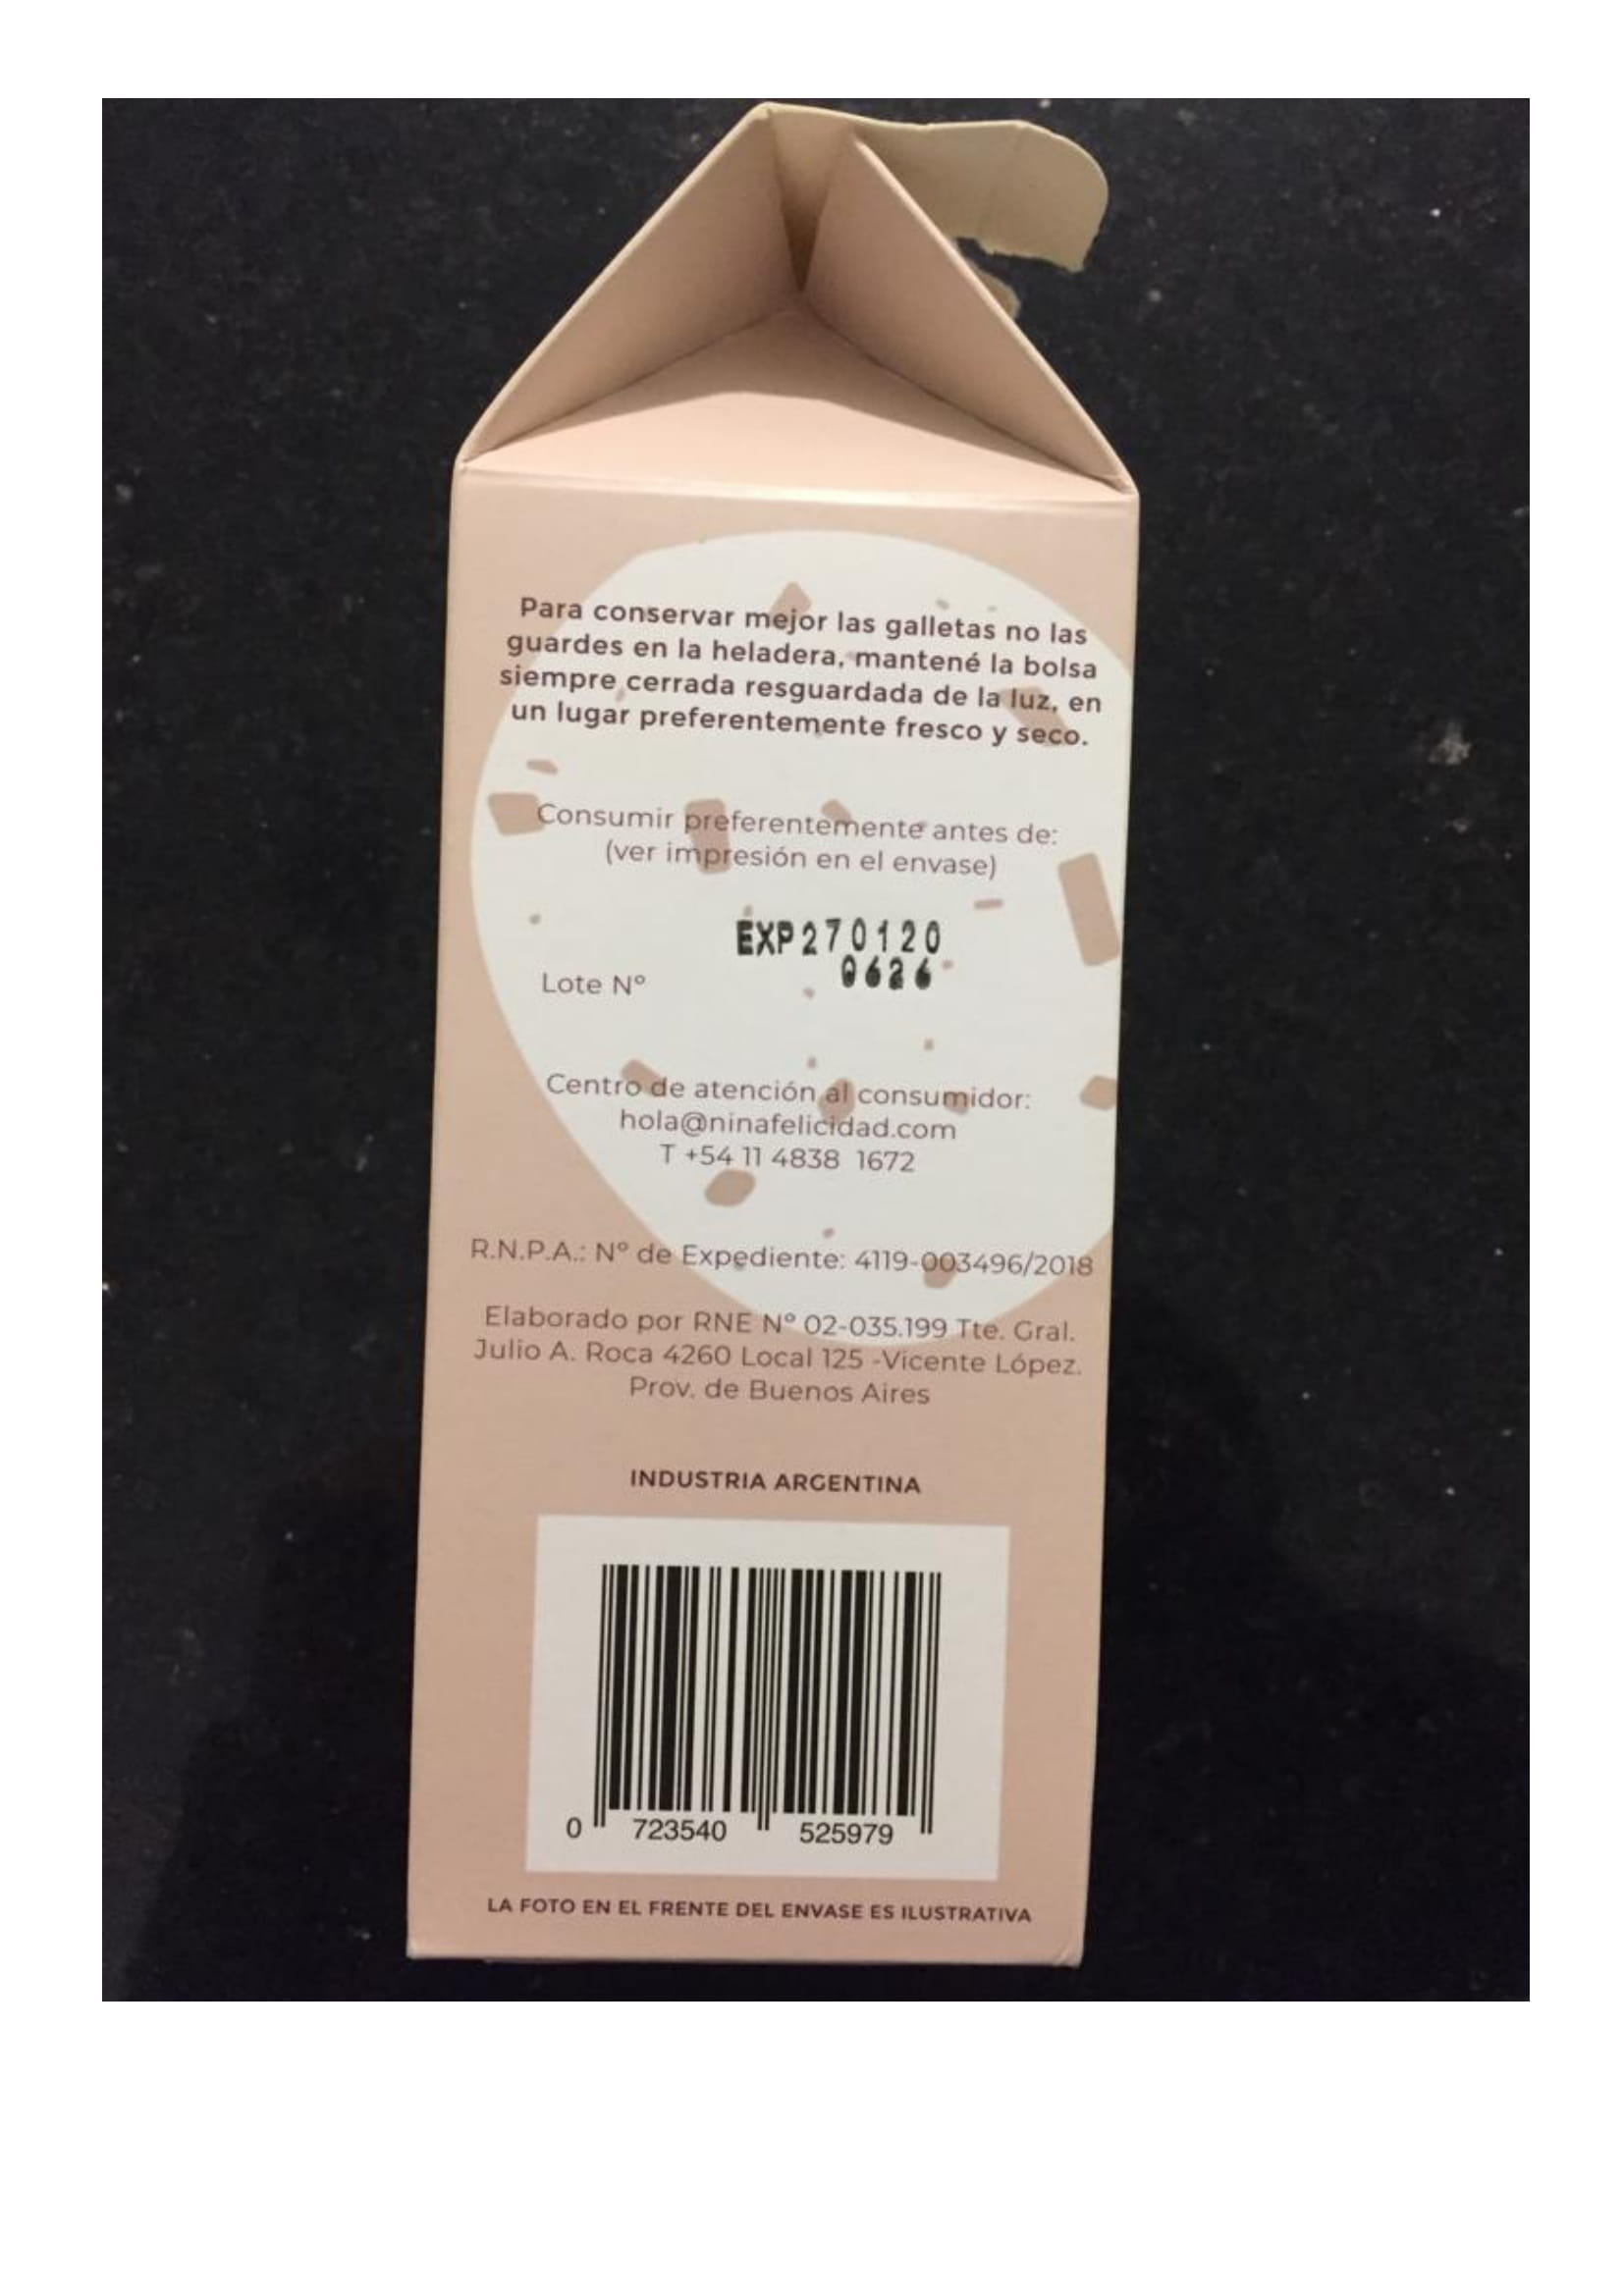 Para conservar mejor las galletas no las
guardes en la heladera, mantené la bolsa
siempre cerrada resguardada de la luz, en
un lugar preferentemente fresco y seco.
Consumir preferentemente antes de:
(ver impresión en el envase)
EXP270120
0626
Lote N°
Centro de atención al consumidor:
hola@ninafelicidad.com
T +54 11 4838 1672
R.N.P.A.: N° de Expediente: 4119-003496/2018
Elaborado por RNE N° 02-035.199 Tte. Gral.
Julio A. Roca 4260 Local 125 -Vicente López.
Prov. de Buenos Aires
INDUSTRIA ARGENTINA
0 723540 525979
LA FOTO EN EL FRENTE DEL ENVASE ES ILUSTRATIVA